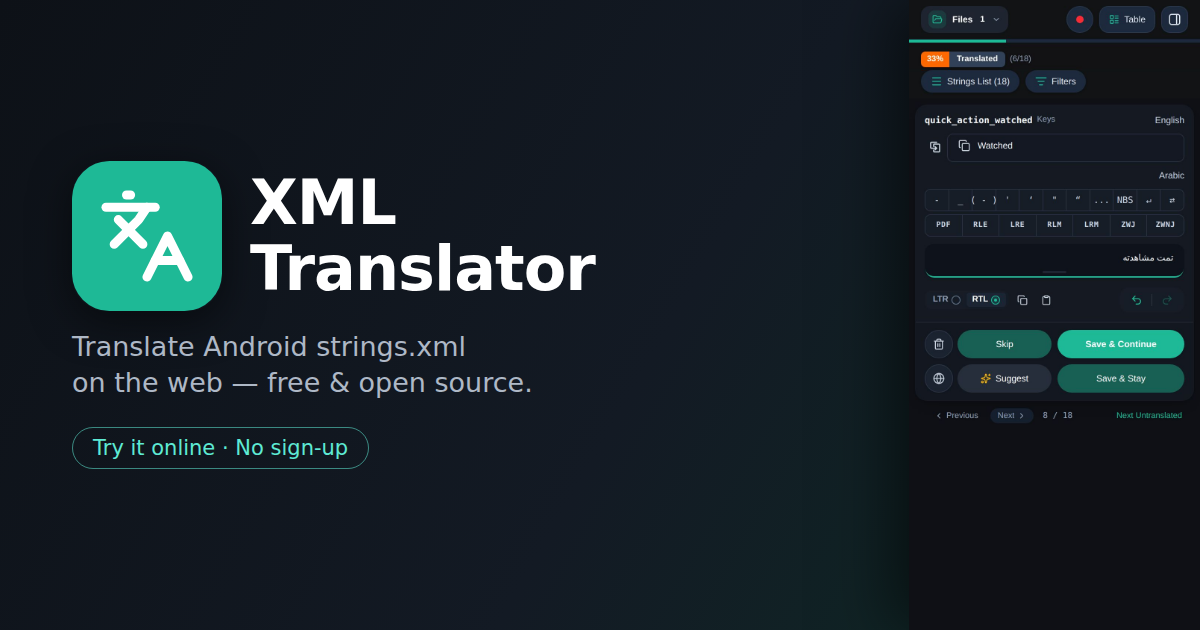 XML
Translator
Translate Android strings.xml
on the web — free & open source.
Try it online · No sign-up
Files 1
Table
33% Translated (6/18)
Strings List (18) Filters
quick_action_watched Keys English
Watched
Arabic
- _ ( - ) ' ‘ " “ ... NBS ↵ ⇄
PDF RLE LRE RLM LRM ZWJ ZWNJ
تمت مشاهدته
LTR RTL
Skip Save & Continue
Suggest Save & Stay
Previous Next 8 / 18 Next Untranslated